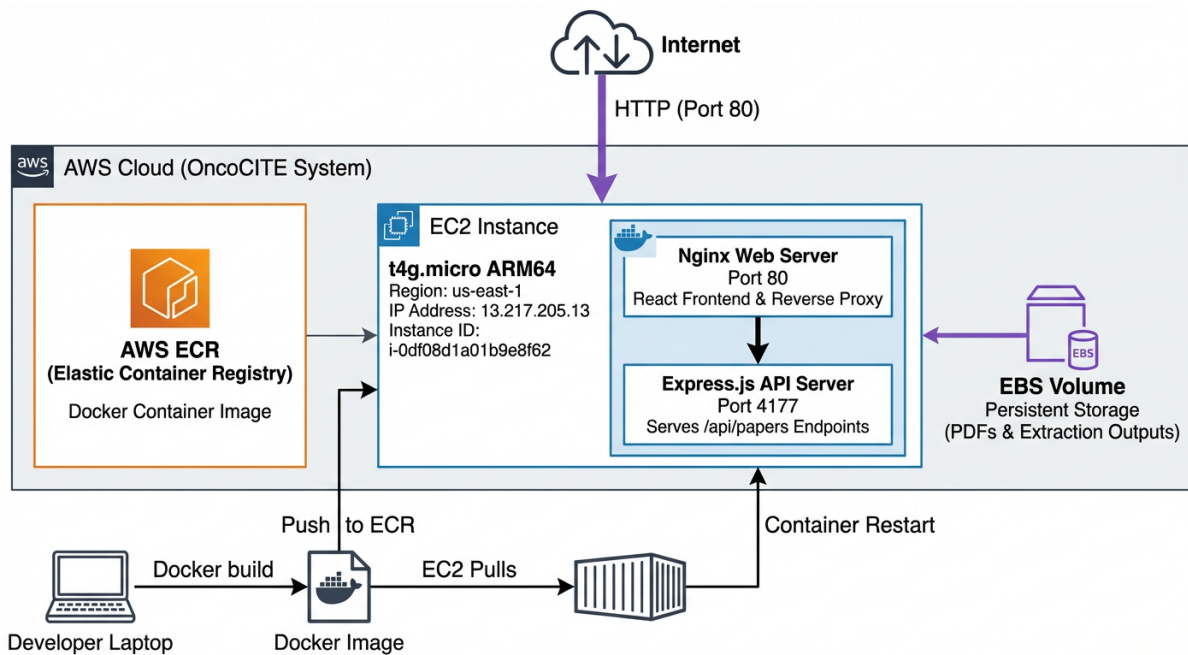 Internet
HTTP (Port 80)
aws
AWS Cloud (OncoCITE System)
AWS ECR
(Elastic Container Registry)
Docker Container Image
EC2 Instance
t4g.micro ARM64
Region: us-east-1
IP Address: 13.217.205.13
Instance ID:
i-0df08d1a01b9e8f62
Nginx Web Server
Port 80
React Frontend & Reverse Proxy
Express.js API Server
Port 4177
Serves /api/papers Endpoints
EBS
EBS Volume
Persistent Storage
(PDFs & Extraction Outputs)
Push to ECR
Container Restart
Docker build
EC2 Pulls
Developer Laptop
Docker Image